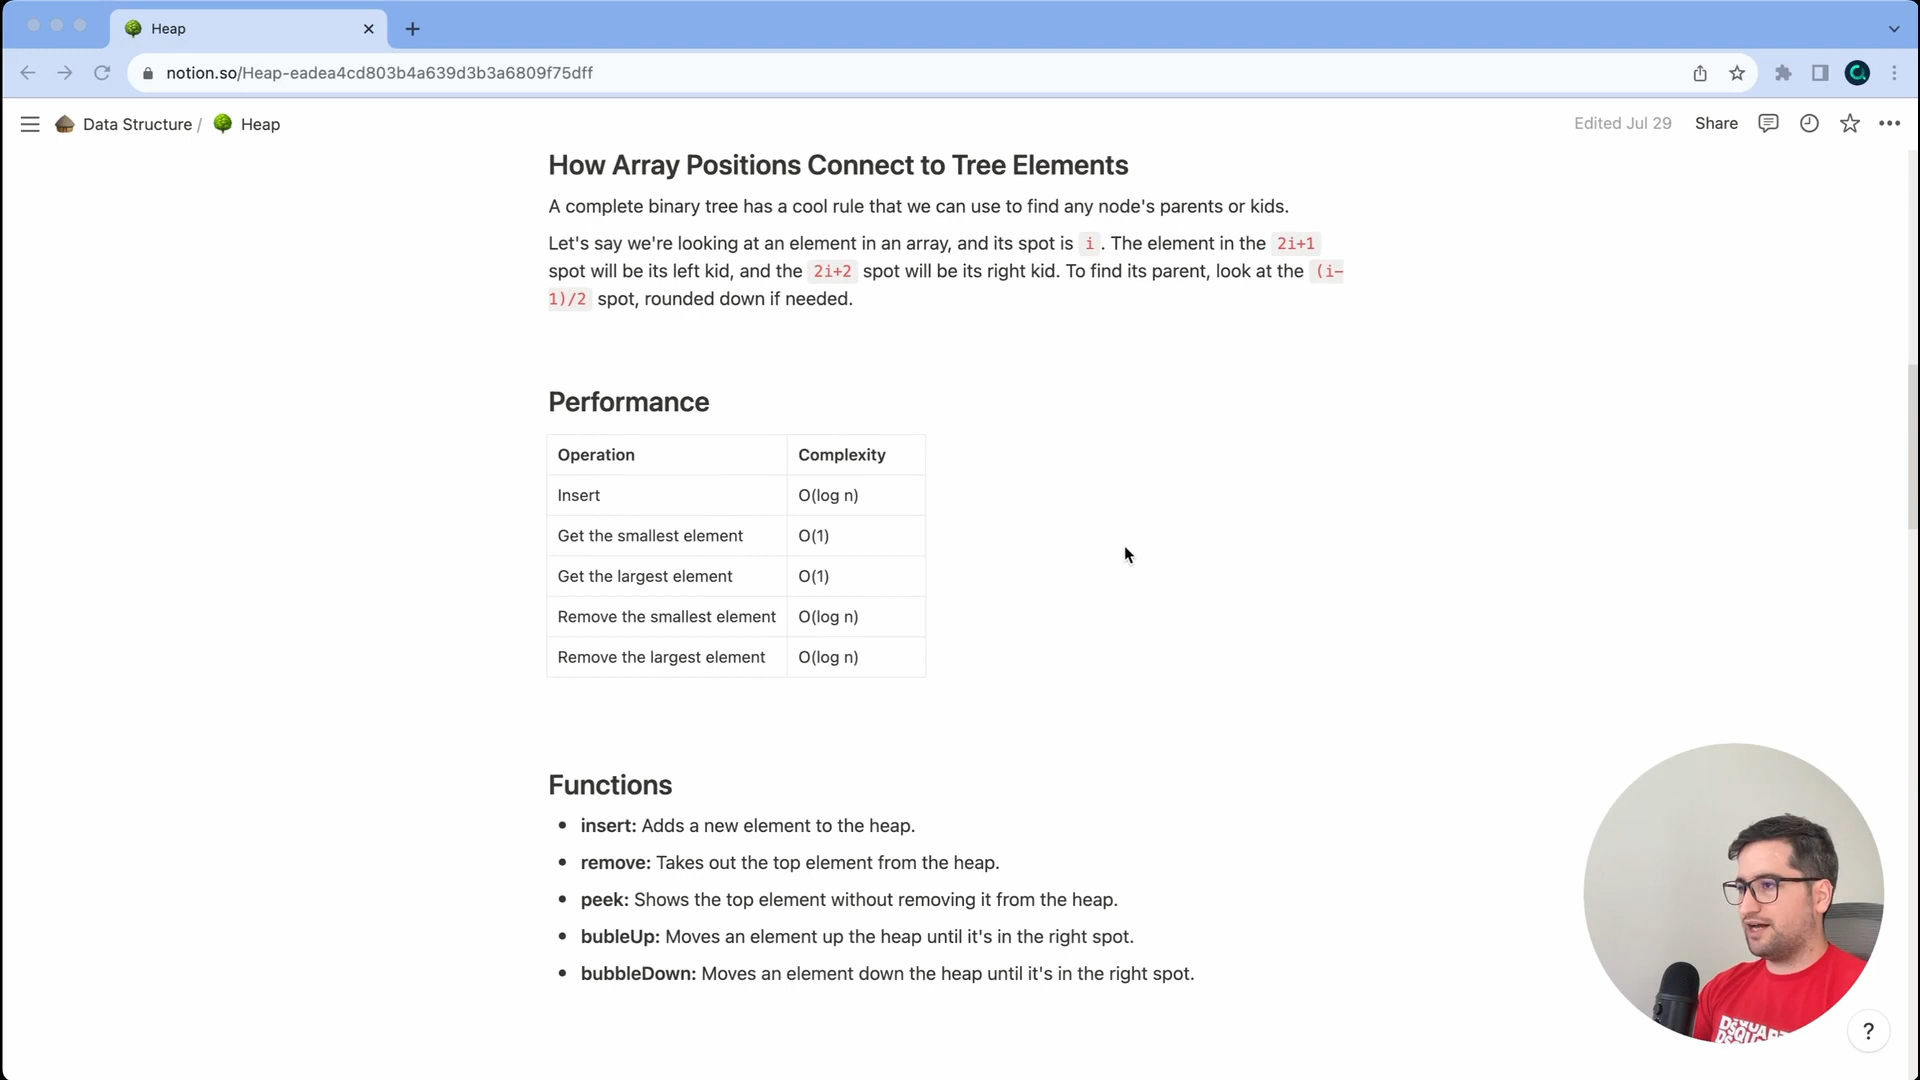 Heap
notion.so/Heap-eadea4cd803b4a639d3b3a6809f75dff
Data Structure / Heap
Edited Jul 29 Share
How Array Positions Connect to Tree Elements
A complete binary tree has a cool rule that we can use to find any node's parents or kids.
Let's say we're looking at an element in an array, and its spot is i. The element in the 2i+1
spot will be its left kid, and the 2i+2 spot will be its right kid. To find its parent, look at the (i-
1)/2 spot, rounded down if needed.
Performance
Operation Complexity
Insert O(log n)
Get the smallest element O(1)
Get the largest element O(1)
Remove the smallest element O(log n)
Remove the largest element O(log n)
Functions
• insert: Adds a new element to the heap.
• remove: Takes out the top element from the heap.
• peek: Shows the top element without removing it from the heap.
• bubleUp: Moves an element up the heap until it's in the right spot.
• bubbleDown: Moves an element down the heap until it's in the right spot.
?